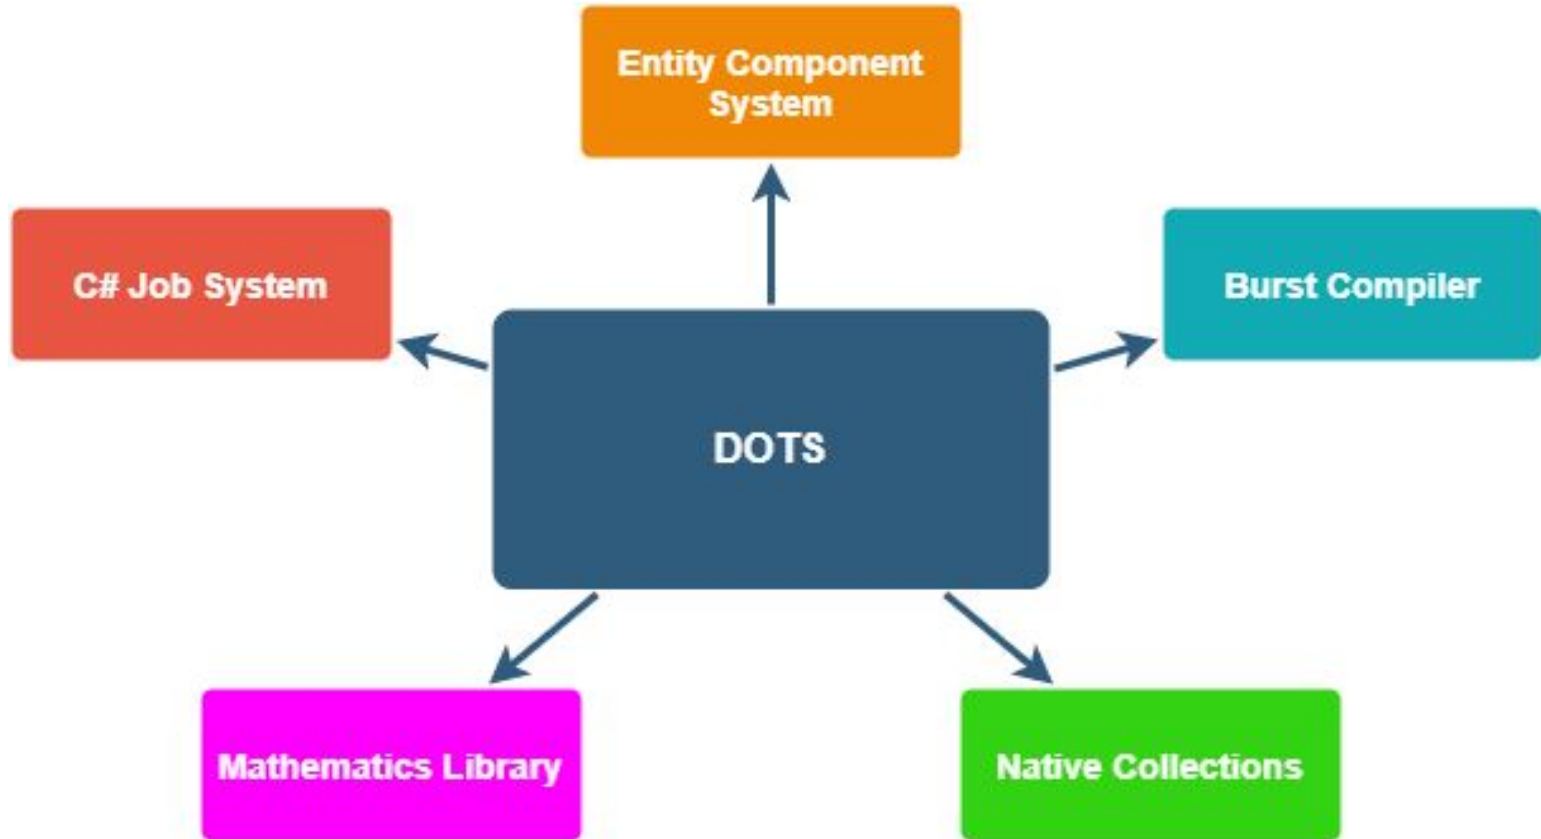 Entity Component
System
C# Job System
Burst Compiler
DOTS
Mathematics Library
Native Collections